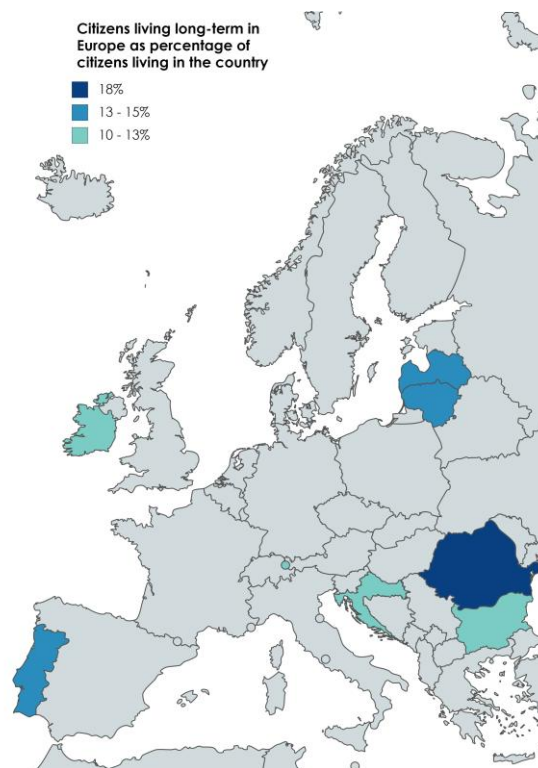 Citizens living long-term in
Europe as percentage of
citizens living in the country
18%
13 - 15%
10 - 13%